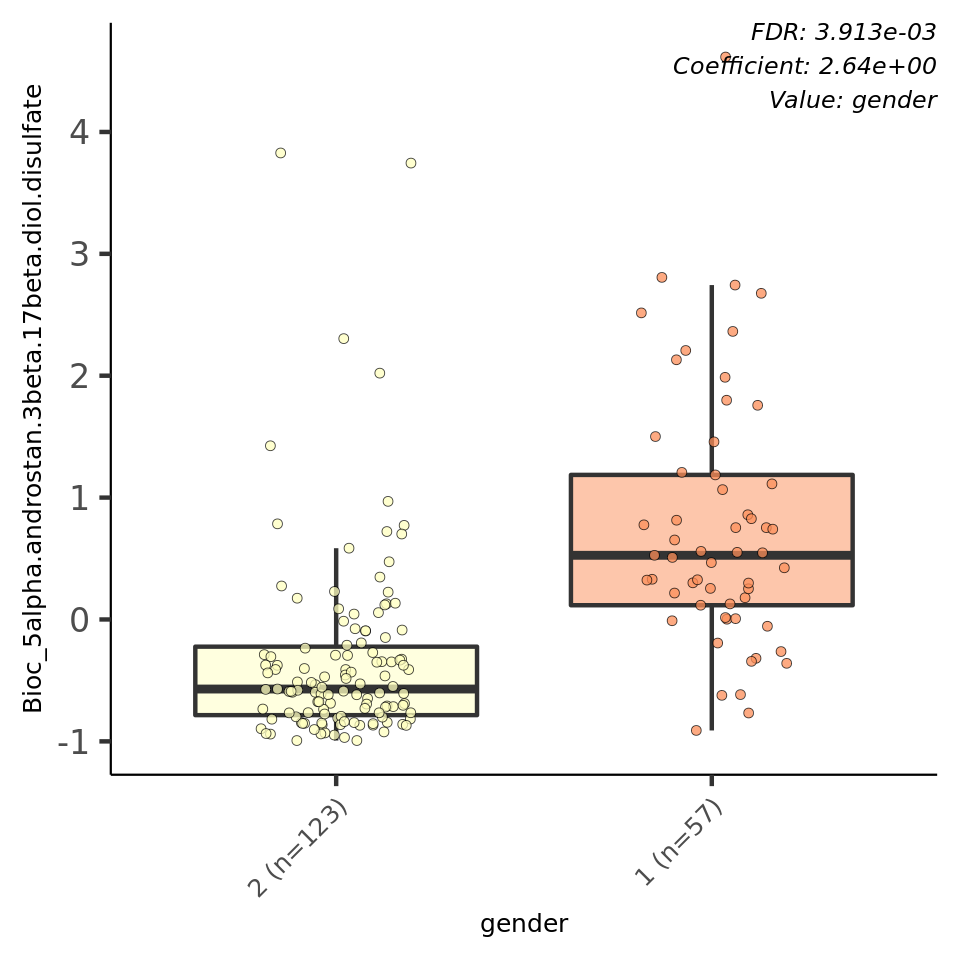 FDR: 3.913e-03
Coefficient: 2.64e+00
Value: gender
Bioc_5alpha.androstan.3beta.17beta.diol.disulfate
4
3
2
1
0
-1
2 (n=123)
1 (n=57)
gender